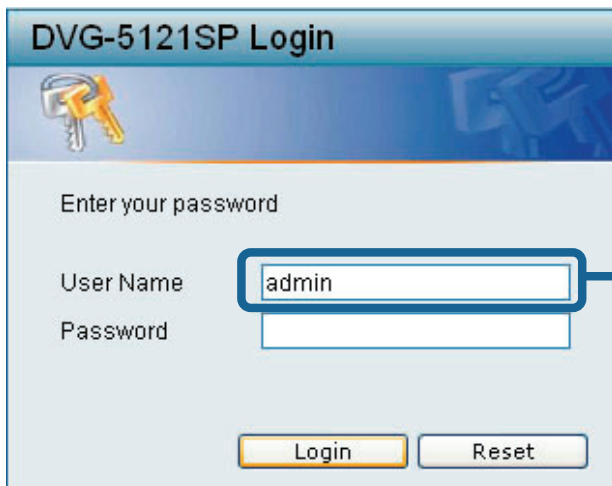 DVG-5121SP Login
Enter your password
User Name admin
Password
Login Reset